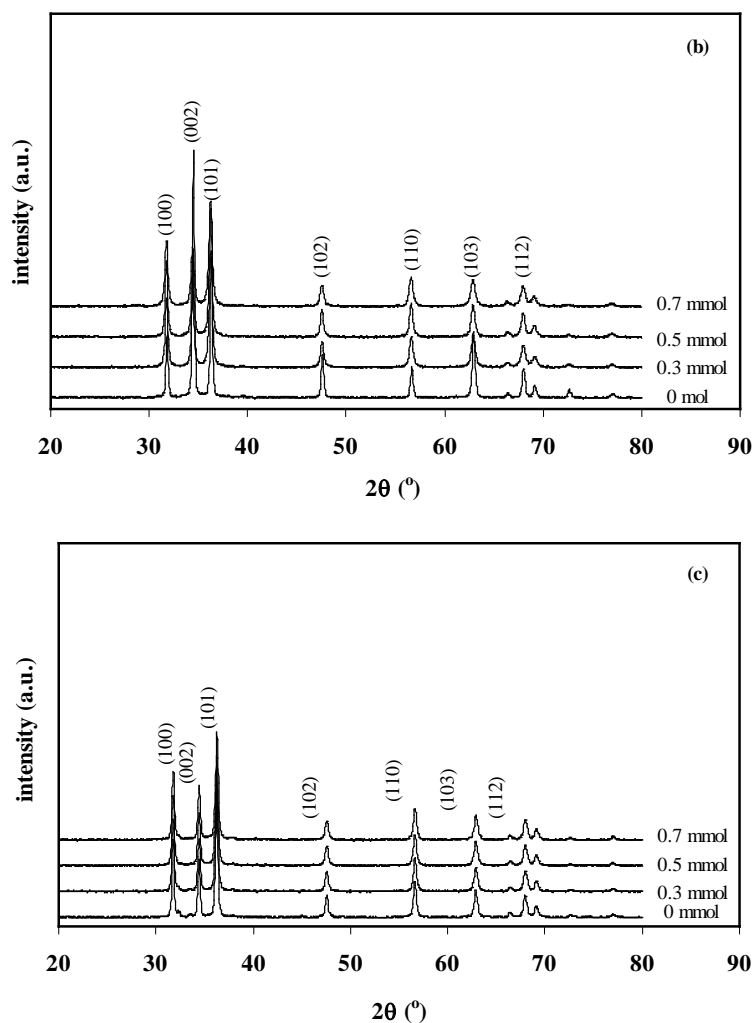 (b)
intensity (a.u.)
(100)
(002)
(101)
(102)
(110)
(103)
(112)
0.7 mmol
0.5 mmol
0.3 mmol
0 mol
20 30 40 50 60 70 80 90
2θ (º)
(c)
intensity (a.u.)
(100)
(002)
(101)
(102)
(110)
(103)
(112)
0.7 mmol
0.5 mmol
0.3 mmol
0 mmol
20 30 40 50 60 70 80 90
2θ (º)